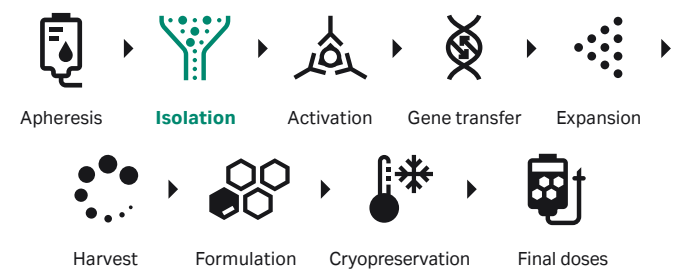 Apheresis
Isolation
Activation
Gene transfer
Expansion
Harvest
Formulation
Cryopreservation
Final doses